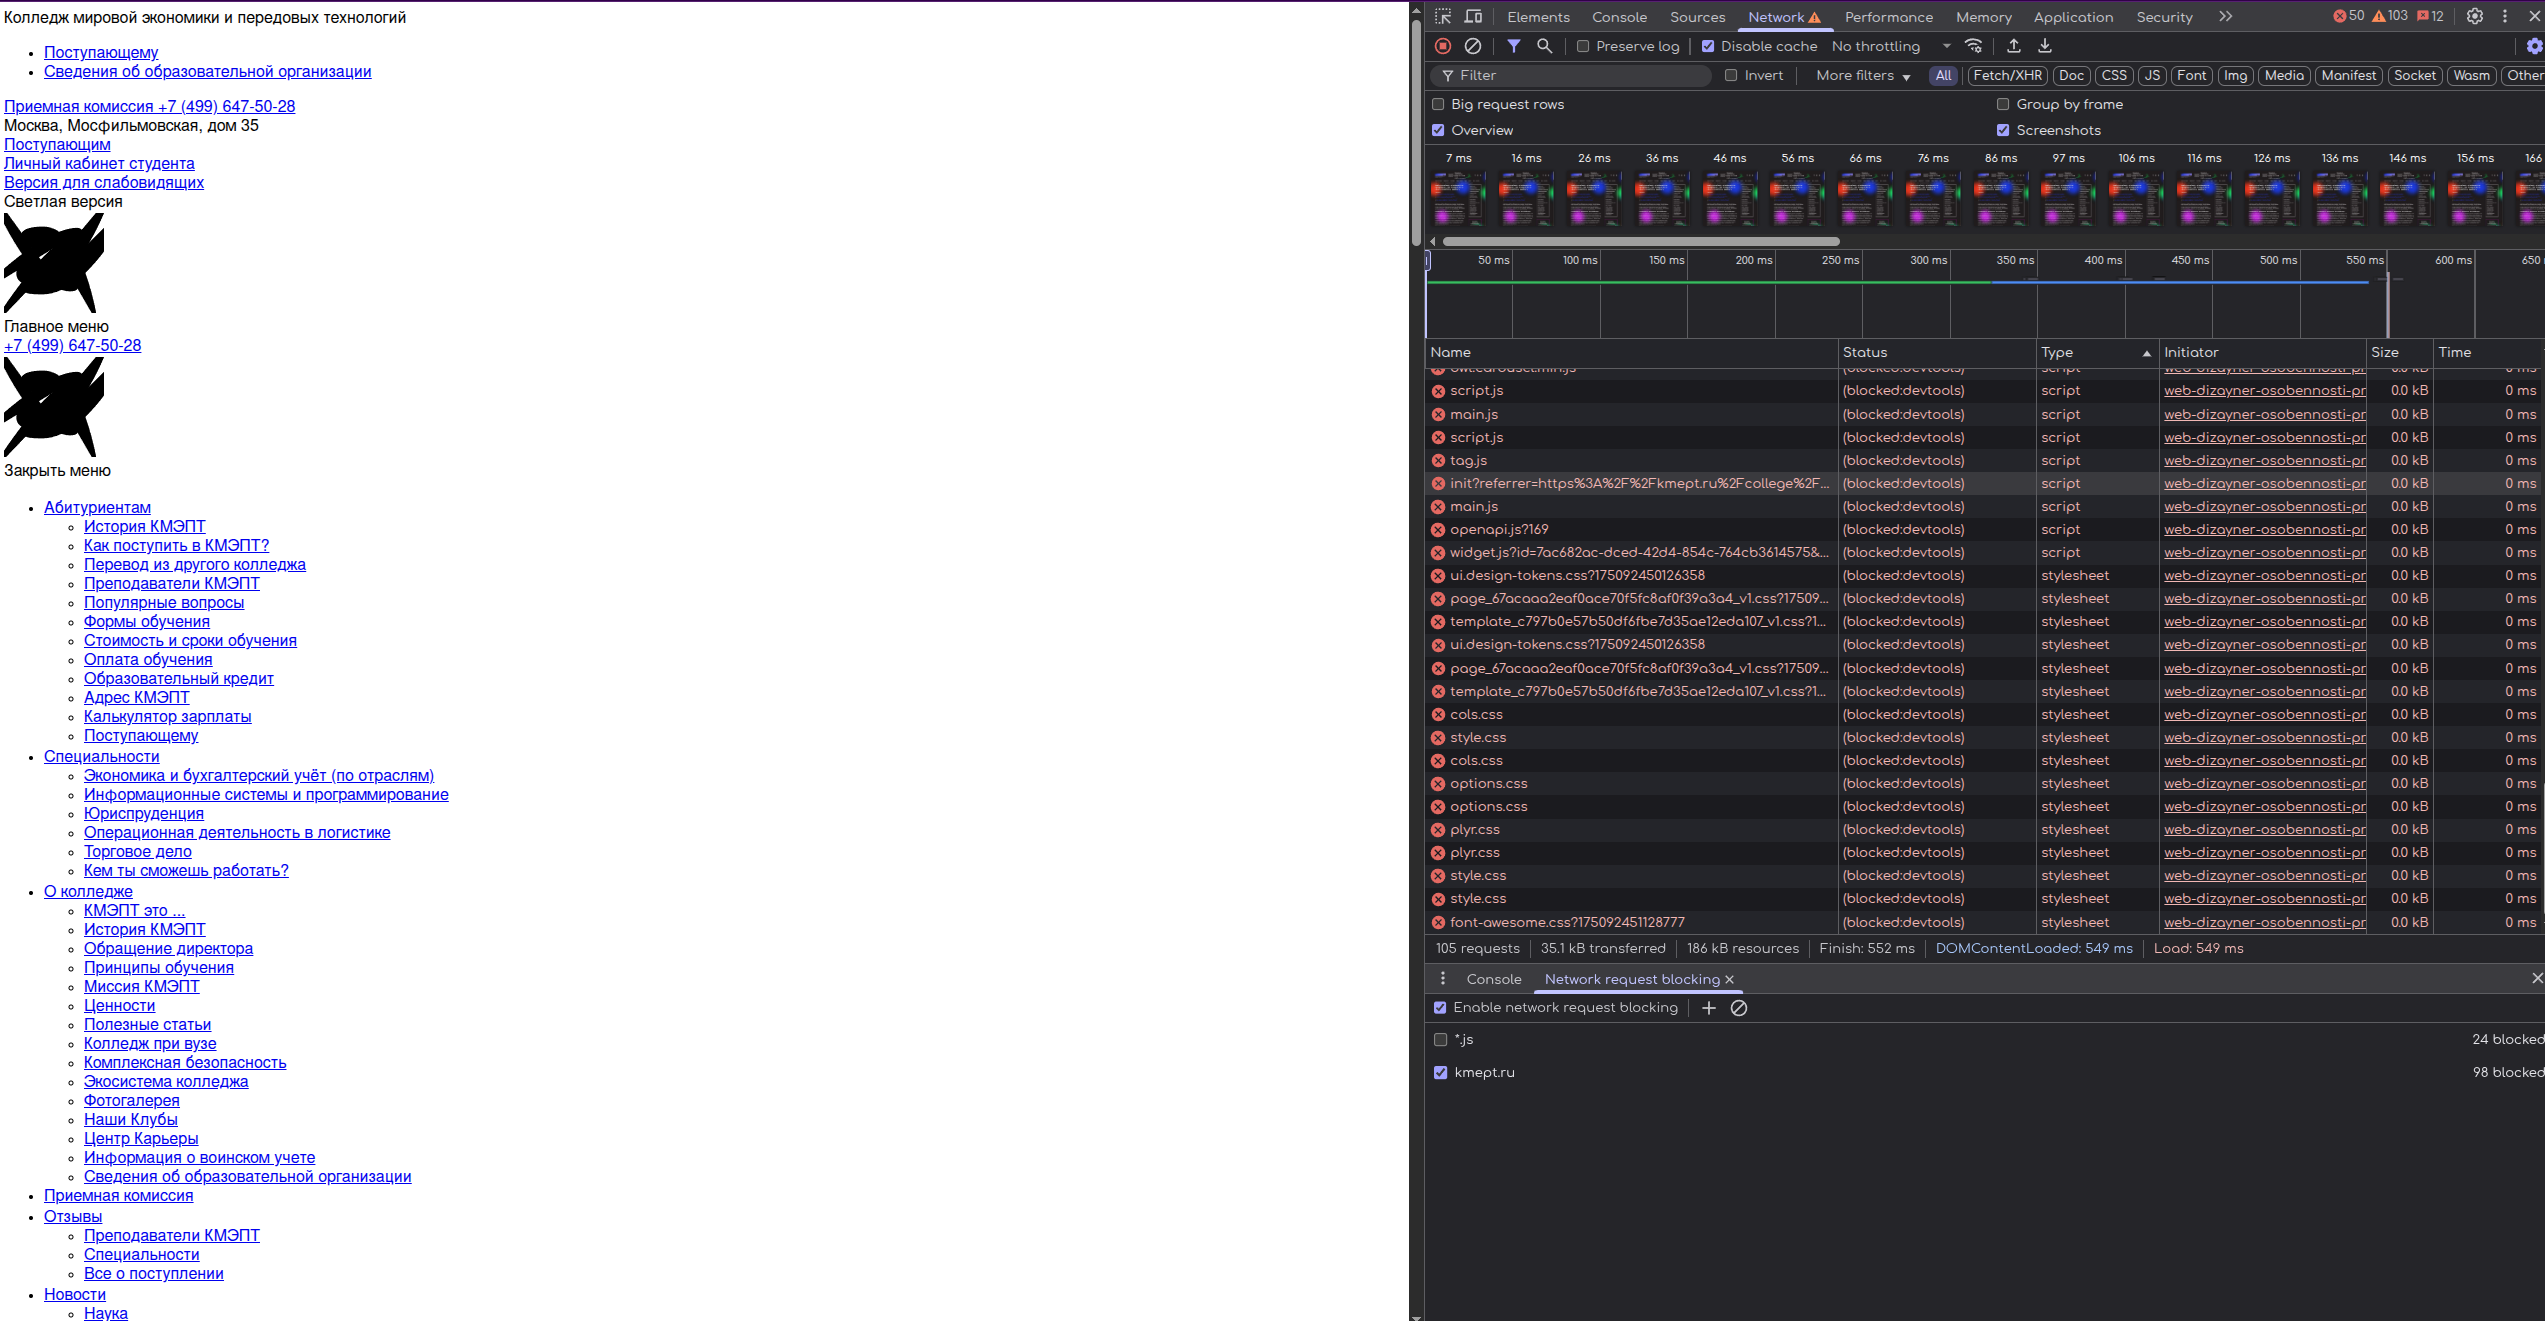 Колледж мировой экономики и передовых технологий
Поступающему
Сведения об образовательной организации
Приемная комиссия +7 (499) 647-50-28
Москва, Мосфильмовская, дом 35
Поступающим
Личный кабинет студента
Версия для слабовидящих
Светлая версия
Главное меню
+7 (499) 647-50-28
Закрыть меню
Абитуриентам
История КМЭПТ
Как поступить в КМЭПТ?
Перевод из другого колледжа
Преподаватели КМЭПТ
Популярные вопросы
Формы обучения
Стоимость и сроки обучения
Оплата обучения
Образовательный кредит
Адрес КМЭПТ
Калькулятор зарплаты
Поступающему
Специальности
Экономика и бухгалтерский учёт (по отраслям)
Информационные системы и программирование
Юриспруденция
Операционная деятельность в логистике
Торговое дело
Кем ты сможешь работать?
О колледже
КМЭПТ это ...
История КМЭПТ
Обращение директора
Принципы обучения
Миссия КМЭПТ
Ценности
Полезные статьи
Колледж при вузе
Комплексная безопасность
Экосистема колледжа
Фотогалерея
Наши Клубы
Центр Карьеры
Информация о воинском учете
Сведения об образовательной организации
Приемная комиссия
Отзывы
Преподаватели КМЭПТ
Специальности
Все о поступлении
Новости
Наука
Elements Console Sources Network Performance Memory Application Security 50 103 12
Preserve log Disable cache No throttling
Filter Invert More filters All Fetch/XHR Doc CSS JS Font Img Media Manifest Socket Wasm Other
Big request rows Group by frame
Overview Screenshots
7 ms 16 ms 26 ms 36 ms 46 ms 56 ms 66 ms 76 ms 86 ms 97 ms 106 ms 116 ms 126 ms 136 ms 146 ms 156 ms 166
50 ms 100 ms 150 ms 200 ms 250 ms 300 ms 350 ms 400 ms 450 ms 500 ms 550 ms 600 ms 650
Name Status Type Initiator Size Time
owl.carousel.min.js (blocked:devtools) script web-dizayner-osobennosti-pr 0.0 kB 0 ms
script.js (blocked:devtools) script web-dizayner-osobennosti-pr 0.0 kB 0 ms
main.js (blocked:devtools) script web-dizayner-osobennosti-pr 0.0 kB 0 ms
script.js (blocked:devtools) script web-dizayner-osobennosti-pr 0.0 kB 0 ms
tag.js (blocked:devtools) script web-dizayner-osobennosti-pr 0.0 kB 0 ms
init?referrer=https%3A%2F%2Fkmept.ru%2Fcollege%2F... (blocked:devtools) script web-dizayner-osobennosti-pr 0.0 kB 0 ms
main.js (blocked:devtools) script web-dizayner-osobennosti-pr 0.0 kB 0 ms
openapi.js?169 (blocked:devtools) script web-dizayner-osobennosti-pr 0.0 kB 0 ms
widget.js?id=7ac682ac-dced-42d4-854c-764cb3614575&... (blocked:devtools) script web-dizayner-osobennosti-pr 0.0 kB 0 ms
ui.design-tokens.css?175092450126358 (blocked:devtools) stylesheet web-dizayner-osobennosti-pr 0.0 kB 0 ms
page_67acaaa2eaf0ace70f5fc8af0f39a3a4_v1.css?17509... (blocked:devtools) stylesheet web-dizayner-osobennosti-pr 0.0 kB 0 ms
template_c797b0e57b50df6fbe7d35ae12eda107_v1.css?1... (blocked:devtools) stylesheet web-dizayner-osobennosti-pr 0.0 kB 0 ms
ui.design-tokens.css?175092450126358 (blocked:devtools) stylesheet web-dizayner-osobennosti-pr 0.0 kB 0 ms
page_67acaaa2eaf0ace70f5fc8af0f39a3a4_v1.css?17509... (blocked:devtools) stylesheet web-dizayner-osobennosti-pr 0.0 kB 0 ms
template_c797b0e57b50df6fbe7d35ae12eda107_v1.css?1... (blocked:devtools) stylesheet web-dizayner-osobennosti-pr 0.0 kB 0 ms
cols.css (blocked:devtools) stylesheet web-dizayner-osobennosti-pr 0.0 kB 0 ms
style.css (blocked:devtools) stylesheet web-dizayner-osobennosti-pr 0.0 kB 0 ms
cols.css (blocked:devtools) stylesheet web-dizayner-osobennosti-pr 0.0 kB 0 ms
options.css (blocked:devtools) stylesheet web-dizayner-osobennosti-pr 0.0 kB 0 ms
options.css (blocked:devtools) stylesheet web-dizayner-osobennosti-pr 0.0 kB 0 ms
plyr.css (blocked:devtools) stylesheet web-dizayner-osobennosti-pr 0.0 kB 0 ms
plyr.css (blocked:devtools) stylesheet web-dizayner-osobennosti-pr 0.0 kB 0 ms
style.css (blocked:devtools) stylesheet web-dizayner-osobennosti-pr 0.0 kB 0 ms
style.css (blocked:devtools) stylesheet web-dizayner-osobennosti-pr 0.0 kB 0 ms
font-awesome.css?175092451128777 (blocked:devtools) stylesheet web-dizayner-osobennosti-pr 0.0 kB 0 ms
105 requests 35.1 kB transferred 186 kB resources Finish: 552 ms DOMContentLoaded: 549 ms Load: 549 ms
Console Network request blocking
Enable network request blocking
*.js 24 blocked
kmept.ru 98 blocked